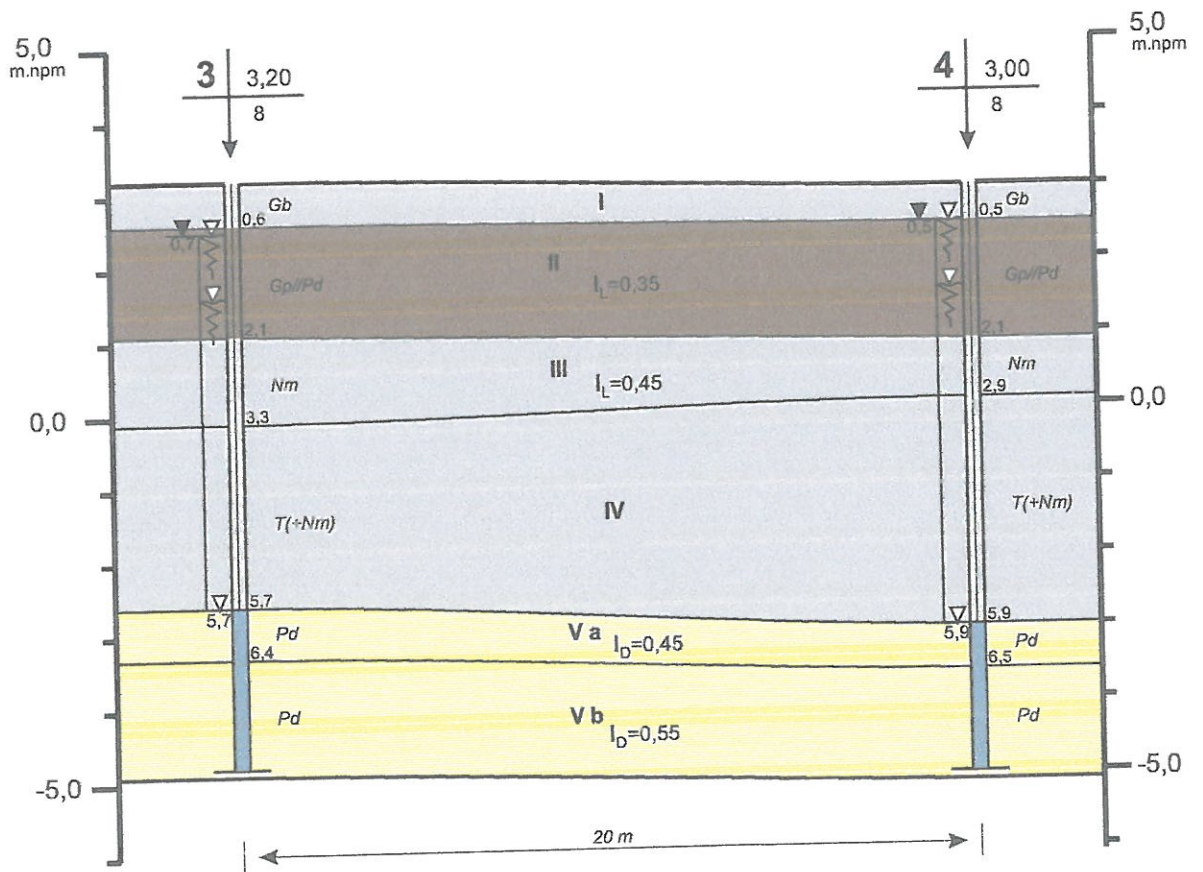 5,0
m.npm
3 3,20
8
4 3,00
8
5,0
m.npm
Gb
0,6
I
0,5
Gb
0,7
0,5
II
Gp//Pd
I_L=0,35
Gp//Pd
2,1
2,1
III
Nm
I_L=0,45
Nm
3,3
2,9
0,0
0,0
IV
T(+Nm)
T(+Nm)
5,7
5,7
5,9
5,9
Pd
V a
I_D=0,45
Pd
6,4
6,5
Pd
V b
I_D=0,55
Pd
-5,0
-5,0
20 m